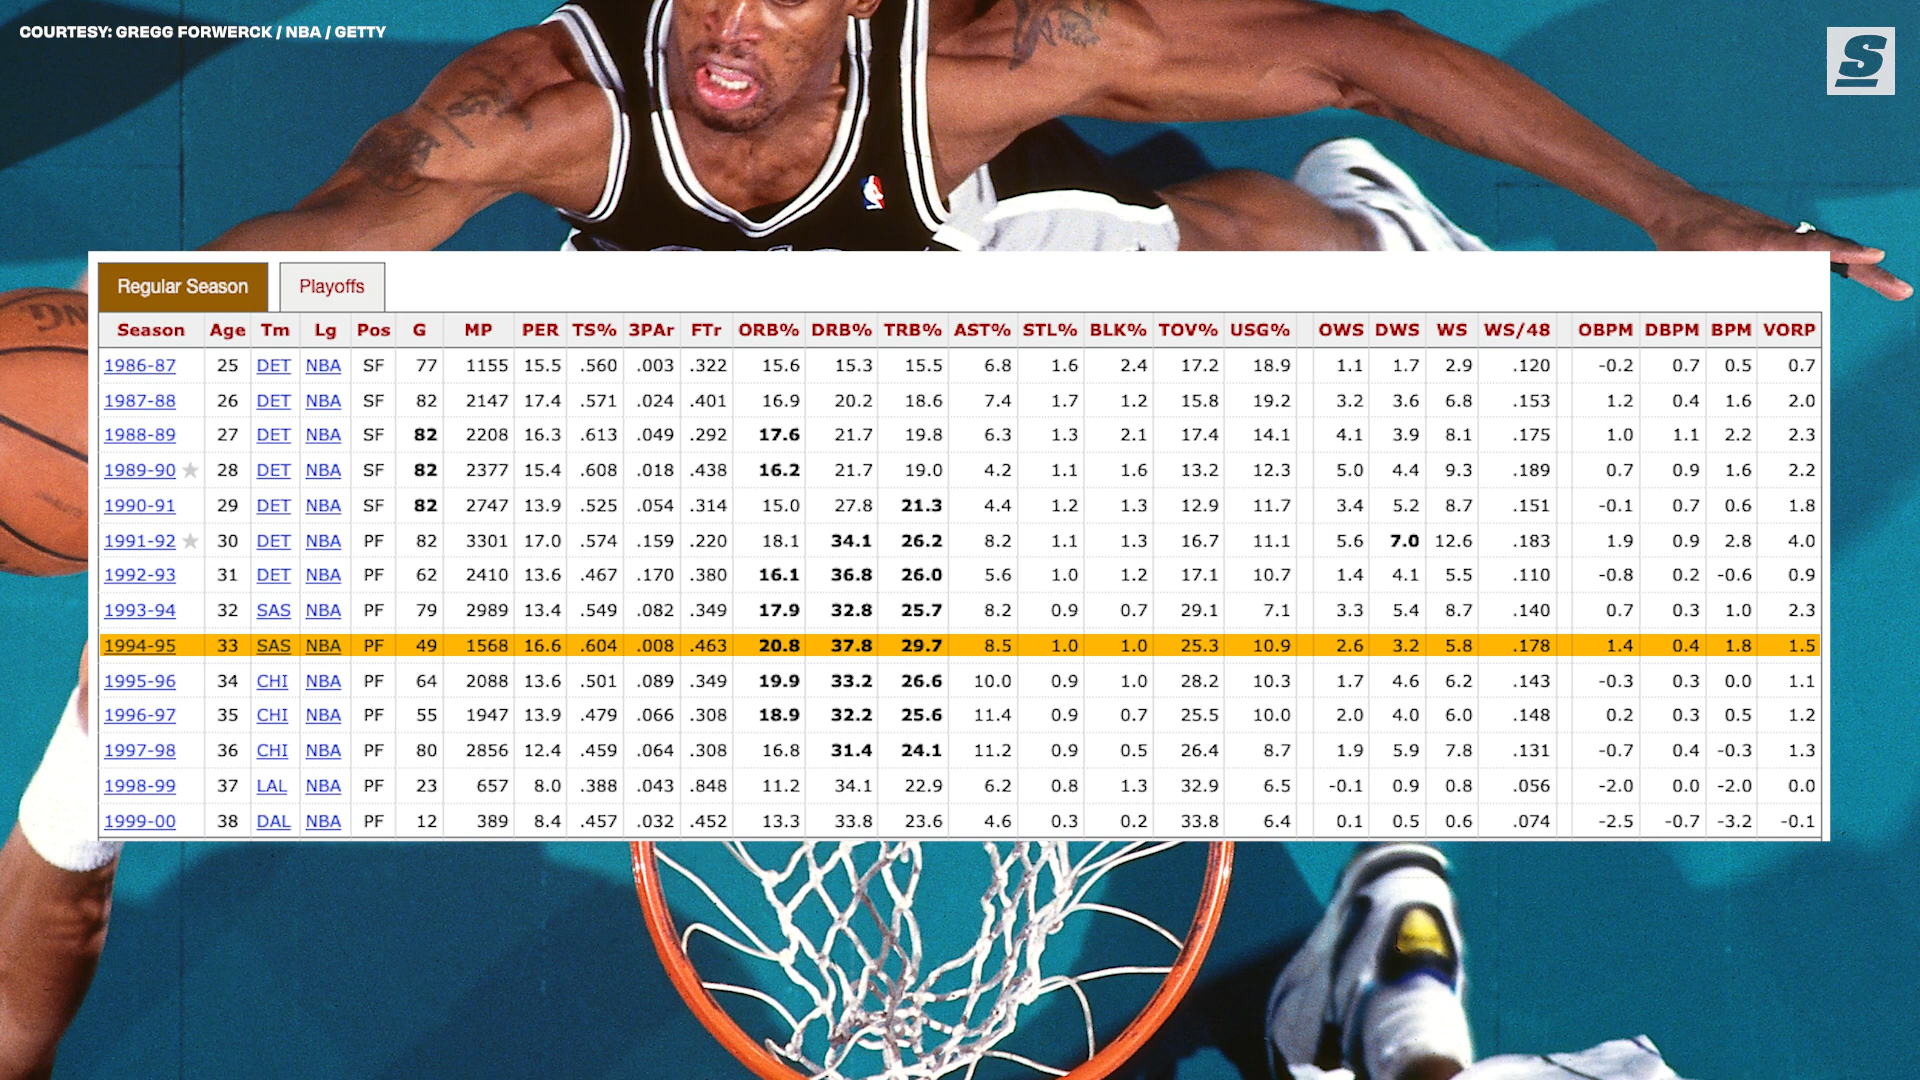 COURTESY: GREGG FORWERCK / NBA / GETTY
S
Regular Season Playoffs
Season Age Tm Lg Pos G MP PER TS% 3PAr FTr ORB% DRB% TRB% AST% STL% BLK% TOV% USG% OWS DWS WS WS/48 OBPM DBPM BPM VORP
1986-87 25 DET NBA SF 77 1155 15.5 .560 .003 .322 15.6 15.3 15.5 6.8 1.6 2.4 17.2 18.9 1.1 1.7 2.9 .120 -0.2 0.7 0.5 0.7
1987-88 26 DET NBA SF 82 2147 17.4 .571 .024 .401 16.9 20.2 18.6 7.4 1.7 1.2 15.8 19.2 3.2 3.6 6.8 .153 1.2 0.4 1.6 2.0
1988-89 27 DET NBA SF 82 2208 16.3 .613 .049 .292 17.6 21.7 19.8 6.3 1.3 2.1 17.4 14.1 4.1 3.9 8.1 .175 1.0 1.1 2.2 2.3
1989-90 ★ 28 DET NBA SF 82 2377 15.4 .608 .018 .438 16.2 21.7 19.0 4.2 1.1 1.6 13.2 12.3 5.0 4.4 9.3 .189 0.7 0.9 1.6 2.2
1990-91 29 DET NBA SF 82 2747 13.9 .525 .054 .314 15.0 27.8 21.3 4.4 1.2 1.3 12.9 11.7 3.4 5.2 8.7 .151 -0.1 0.7 0.6 1.8
1991-92 ★ 30 DET NBA PF 82 3301 17.0 .574 .159 .220 18.1 34.1 26.2 8.2 1.1 1.3 16.7 11.1 5.6 7.0 12.6 .183 1.9 0.9 2.8 4.0
1992-93 31 DET NBA PF 62 2410 13.6 .467 .170 .380 16.1 36.8 26.0 5.6 1.0 1.2 17.1 10.7 1.4 4.1 5.5 .110 -0.8 0.2 -0.6 0.9
1993-94 32 SAS NBA PF 79 2989 13.4 .549 .082 .349 17.9 32.8 25.7 8.2 0.9 0.7 29.1 7.1 3.3 5.4 8.7 .140 0.7 0.3 1.0 2.3
1994-95 33 SAS NBA PF 49 1568 16.6 .604 .008 .463 20.8 37.8 29.7 8.5 1.0 1.0 25.3 10.9 2.6 3.2 5.8 .178 1.4 0.4 1.8 1.5
1995-96 34 CHI NBA PF 64 2088 13.6 .501 .089 .349 19.9 33.2 26.6 10.0 0.9 1.0 28.2 10.3 1.7 4.6 6.2 .143 -0.3 0.3 0.0 1.1
1996-97 35 CHI NBA PF 55 1947 13.9 .479 .066 .308 18.9 32.2 25.6 11.4 0.9 0.7 25.5 10.0 2.0 4.0 6.0 .148 0.2 0.3 0.5 1.2
1997-98 36 CHI NBA PF 80 2856 12.4 .459 .064 .308 16.8 31.4 24.1 11.2 0.9 0.5 26.4 8.7 1.9 5.9 7.8 .131 -0.7 0.4 -0.3 1.3
1998-99 37 LAL NBA PF 23 657 8.0 .388 .043 .848 11.2 34.1 22.9 6.2 0.8 1.3 32.9 6.5 -0.1 0.9 0.8 .056 -2.0 0.0 -2.0 0.0
1999-00 38 DAL NBA PF 12 389 8.4 .457 .032 .452 13.3 33.8 23.6 4.6 0.3 0.2 33.8 6.4 0.1 0.5 0.6 .074 -2.5 -0.7 -3.2 -0.1